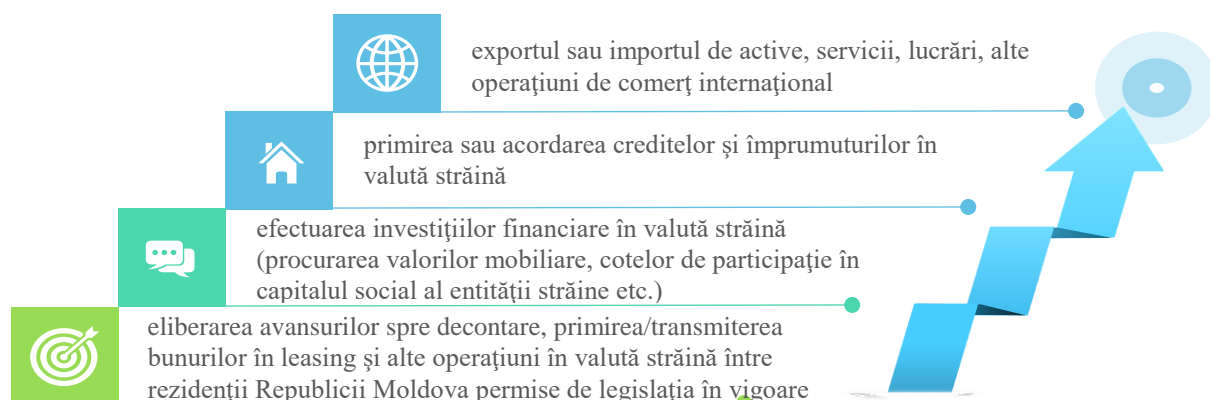 exportul sau importul de active, servicii, lucrări, alte
operaţiuni de comerţ internaţional
primirea sau acordarea creditelor şi împrumuturilor în
valută străină
efectuarea investiţiilor financiare în valută străină
(procurarea valorilor mobiliare, cotelor de participaţie în
capitalul social al entităţii străine etc.)
eliberarea avansurilor spre decontare, primirea/transmiterea
bunurilor în leasing şi alte operaţiuni în valută străină între
rezidenţii Republicii Moldova permise de legislaţia în vigoare